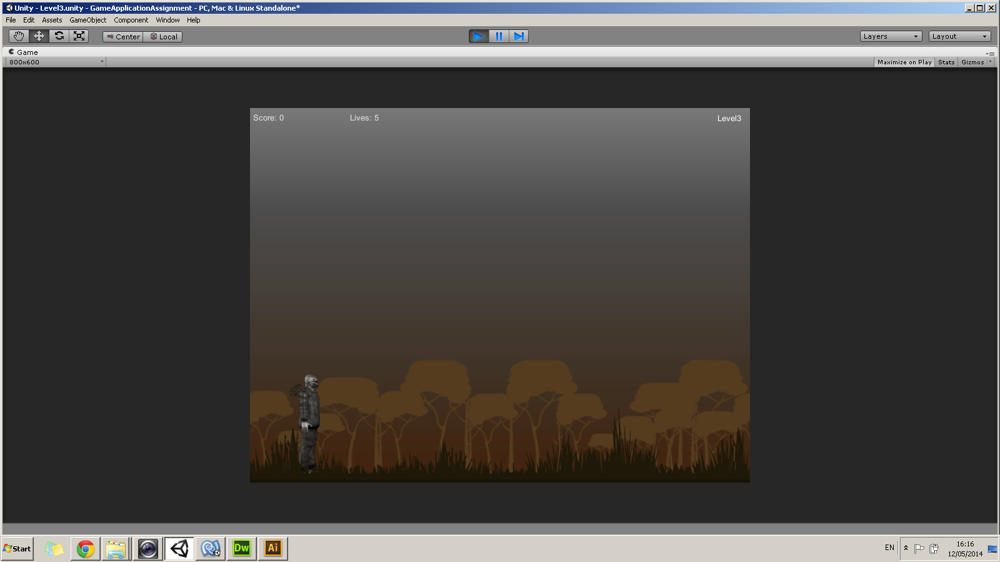 Unity - Level3.unity - GameApplicationAssignment - PC, Mac & Linux Standalone*
File Edit Assets GameObject Component Window Help
Center Local Layers Layout
Game
800x600 Maximize on Play Stats Gizmos
Score: 0 Lives: 5 Level3
Start Dw Ai EN 16:16
12/05/2014